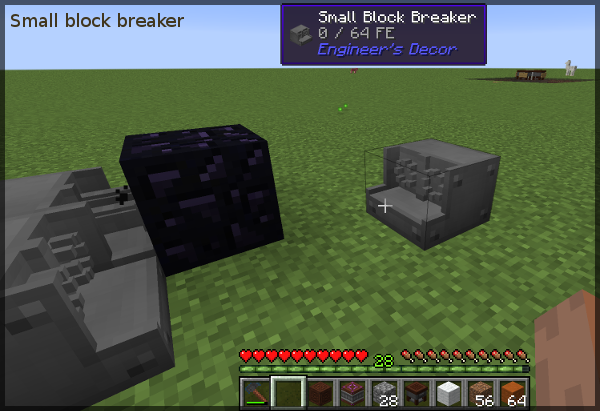 Small block breaker
Small Block Breaker
0 / 64 FE
Engineer's Decor
28
28
56
64